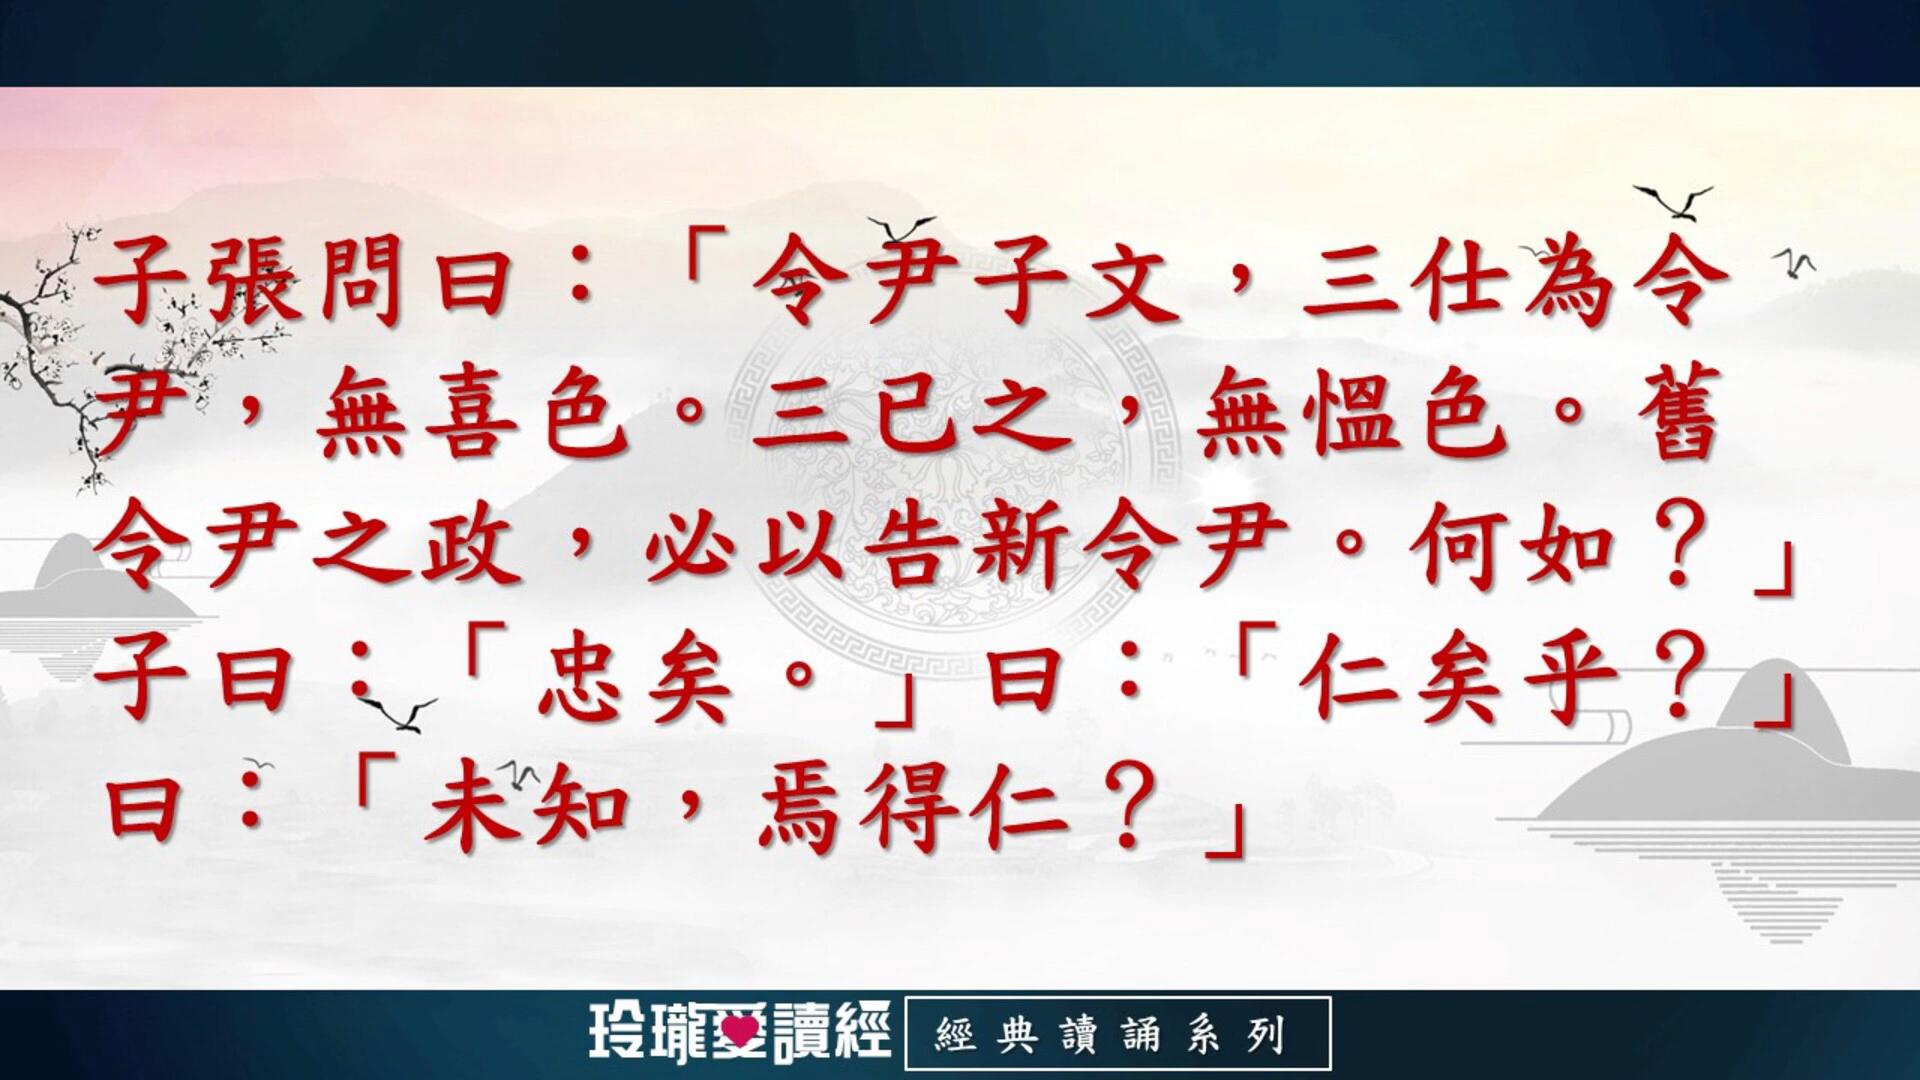 子張問曰：「令尹子文，三仕為令
尹，無喜色。三已之，無慍色。舊
令尹之政，必以告新令尹。何如？」
子曰：「忠矣。」曰：「仁矣乎？」
曰：「未知，焉得仁？」
玲瓏愛讀經 經典讀誦系列